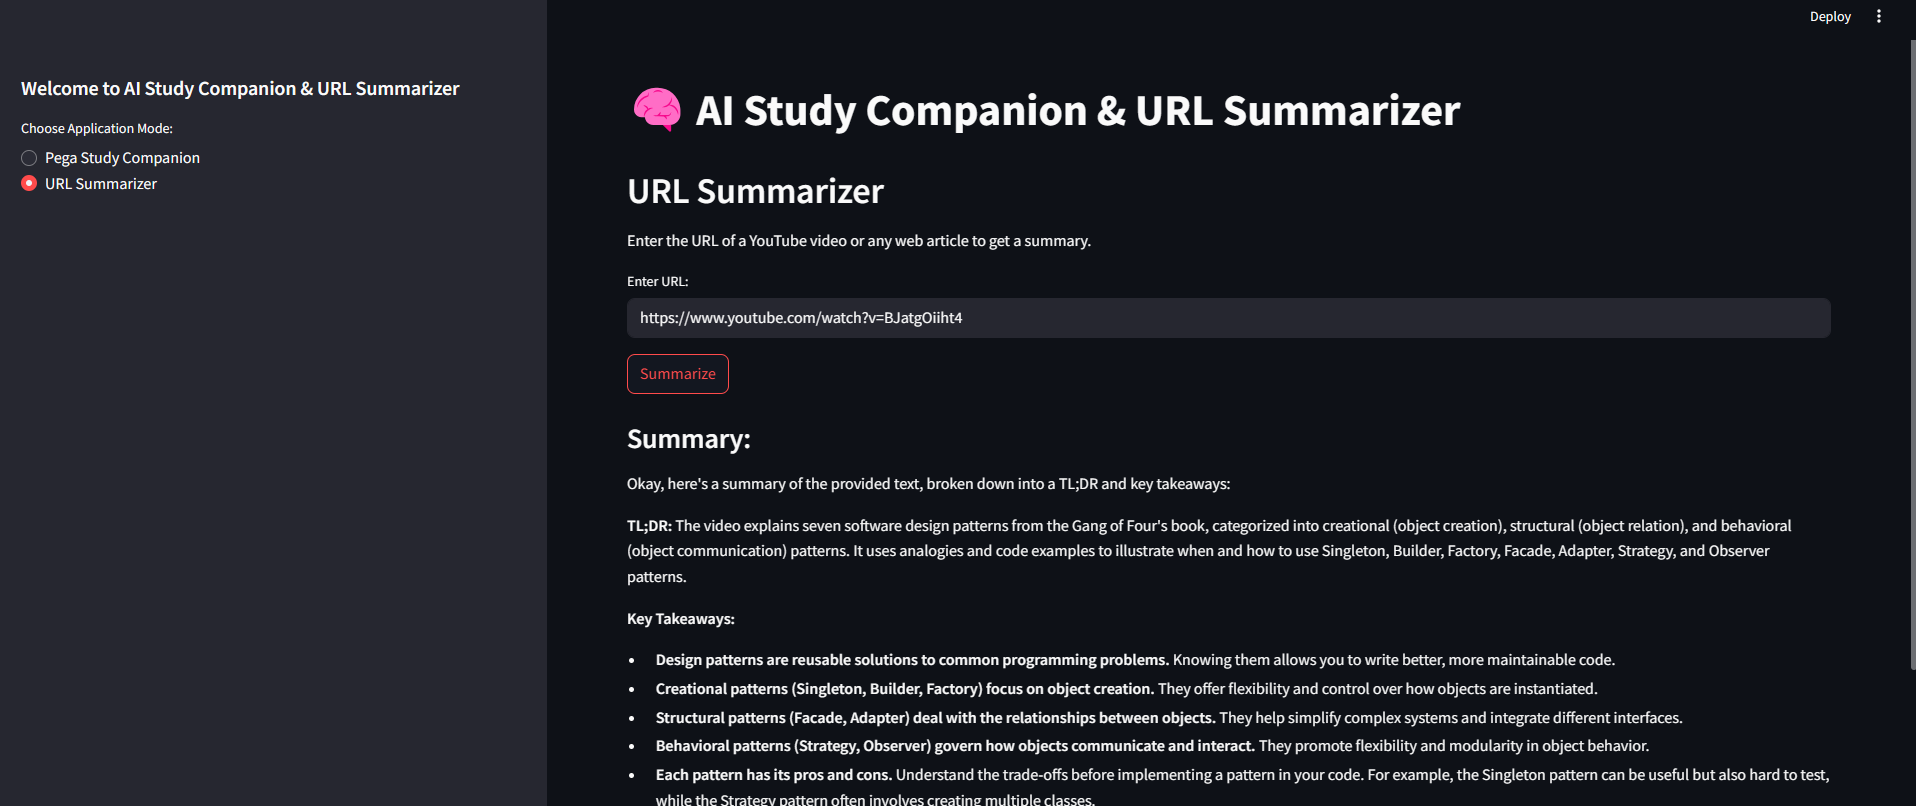 Deploy
Welcome to AI Study Companion & URL Summarizer
Choose Application Mode:
Pega Study Companion
URL Summarizer
AI Study Companion & URL Summarizer
URL Summarizer
Enter the URL of a YouTube video or any web article to get a summary.
Enter URL:
https://www.youtube.com/watch?v=BJatgOiiht4
Summarize
Summary:
Okay, here's a summary of the provided text, broken down into a TL;DR and key takeaways:
TL;DR: The video explains seven software design patterns from the Gang of Four's book, categorized into creational (object creation), structural (object relation), and behavioral
(object communication) patterns. It uses analogies and code examples to illustrate when and how to use Singleton, Builder, Factory, Facade, Adapter, Strategy, and Observer
patterns.
Key Takeaways:
• Design patterns are reusable solutions to common programming problems. Knowing them allows you to write better, more maintainable code.
• Creational patterns (Singleton, Builder, Factory) focus on object creation. They offer flexibility and control over how objects are instantiated.
• Structural patterns (Facade, Adapter) deal with the relationships between objects. They help simplify complex systems and integrate different interfaces.
• Behavioral patterns (Strategy, Observer) govern how objects communicate and interact. They promote flexibility and modularity in object behavior.
• Each pattern has its pros and cons. Understand the trade-offs before implementing a pattern in your code. For example, the Singleton pattern can be useful but also hard to test,
while the Strategy pattern often involves creating multiple classes.